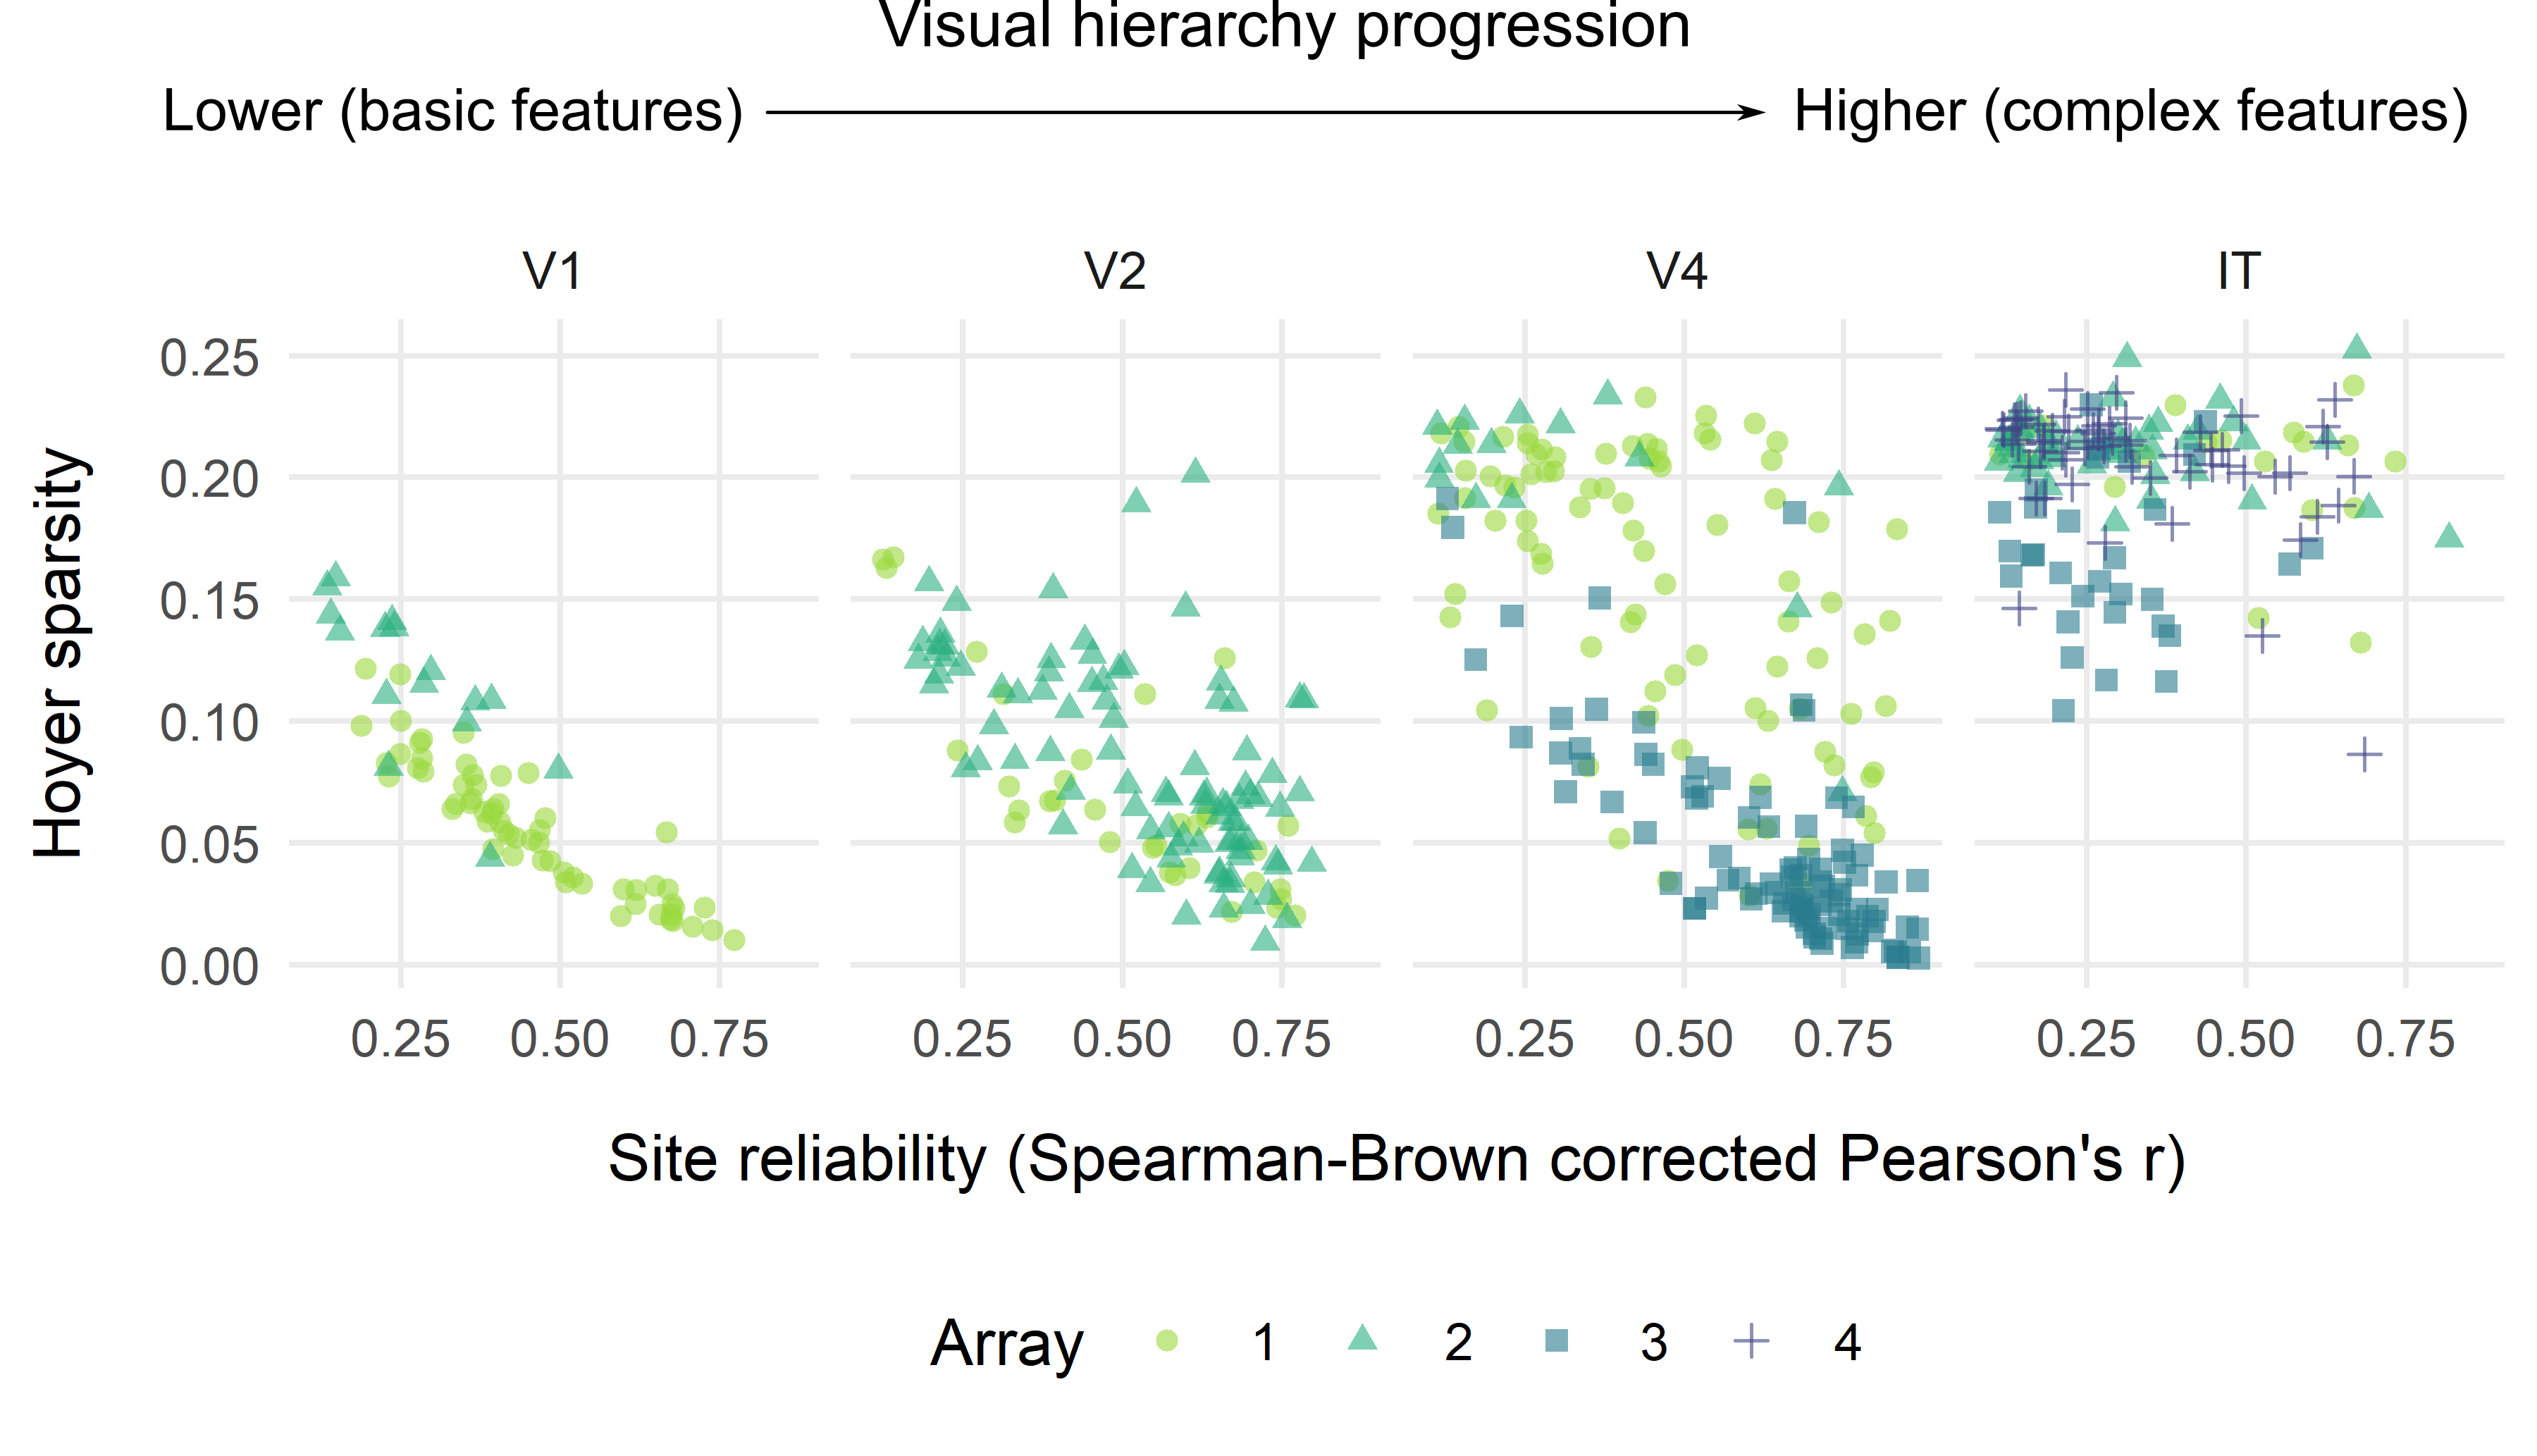 Visual hierarchy progression
Lower (basic features) Higher (complex features)
V1 V2 V4 IT
0.25
0.20
0.15
0.10
0.05
0.00
Hoyer sparsity
0.25 0.50 0.75 0.25 0.50 0.75 0.25 0.50 0.75 0.25 0.50 0.75
Site reliability (Spearman-Brown corrected Pearson's r)
Array 1 2 3 4